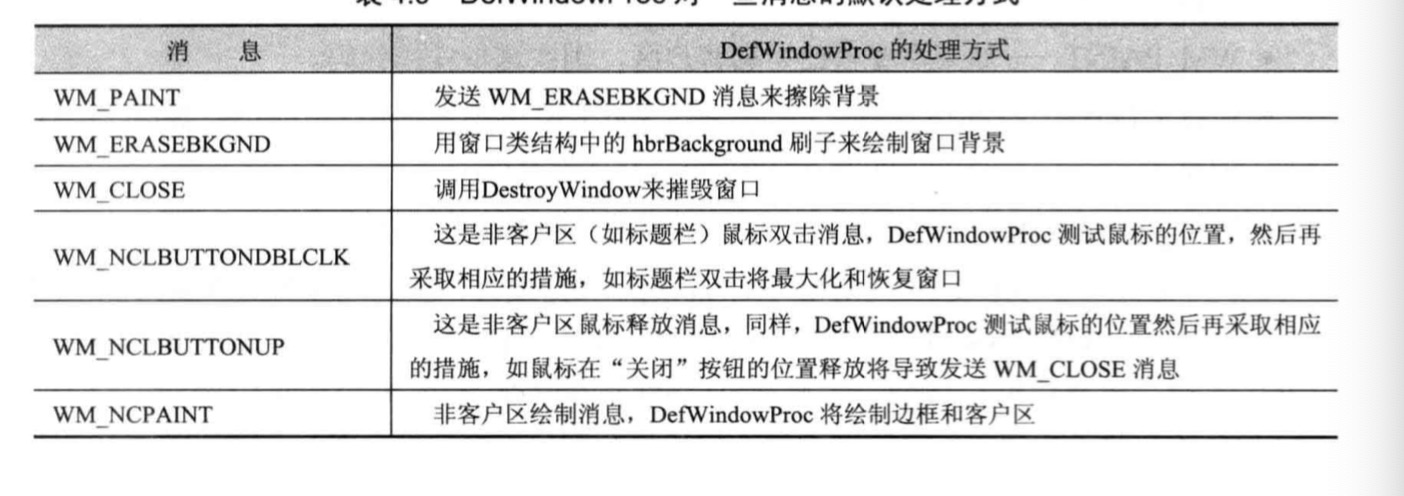 消 息 DefWindowProc 的处理方式
WM_PAINT 发送 WM_ERASEBKGND 消息来擦除背景
WM_ERASEBKGND 用窗口类结构中的 hbrBackground 刷子来绘制窗口背景
WM_CLOSE 调用DestroyWindow来摧毁窗口
WM_NCLBUTTONDBLCLK 这是非客户区（如标题栏）鼠标双击消息，DefWindowProc 测试鼠标的位置，然后再
采取相应的措施，如标题栏双击将最大化和恢复窗口
WM_NCLBUTTONUP 这是非客户区鼠标释放消息，同样，DefWindowProc 测试鼠标的位置然后再采取相应
的措施，如鼠标在“关闭”按钮的位置释放将导致发送 WM_CLOSE 消息
WM_NCPAINT 非客户区绘制消息，DefWindowProc 将绘制边框和客户区